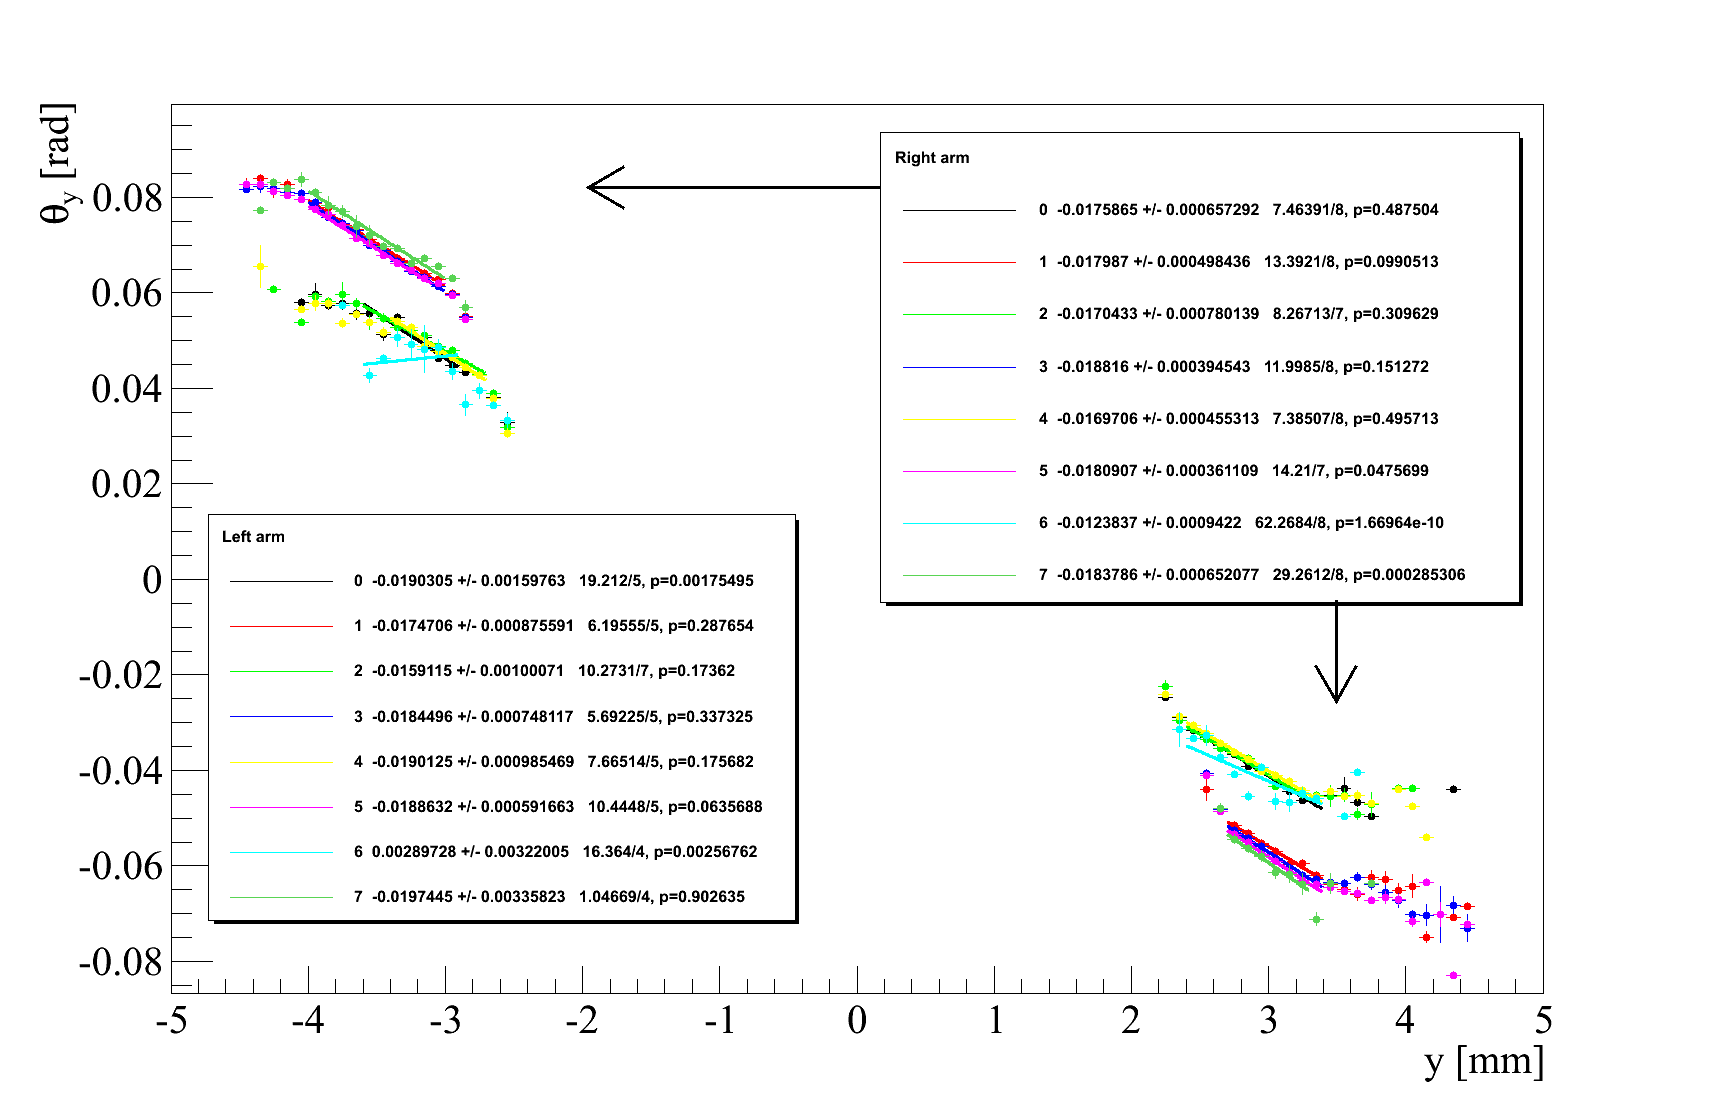 θy [rad]
0.08
0.06
0.04
0.02
0
-0.02
-0.04
-0.06
-0.08
Right arm
0 -0.0175865 +/- 0.000657292 7.46391/8, p=0.487504
1 -0.017987 +/- 0.000498436 13.3921/8, p=0.0990513
2 -0.0170433 +/- 0.000780139 8.26713/7, p=0.309629
3 -0.018816 +/- 0.000394543 11.9985/8, p=0.151272
4 -0.0169706 +/- 0.000455313 7.38507/8, p=0.495713
5 -0.0180907 +/- 0.000361109 14.21/7, p=0.0475699
6 -0.0123837 +/- 0.0009422 62.2684/8, p=1.66964e-10
7 -0.0183786 +/- 0.000652077 29.2612/8, p=0.000285306
Left arm
0 -0.0190305 +/- 0.00159763 19.212/5, p=0.00175495
1 -0.0174706 +/- 0.000875591 6.19555/5, p=0.287654
2 -0.0159115 +/- 0.00100071 10.2731/7, p=0.17362
3 -0.0184496 +/- 0.000748117 5.69225/5, p=0.337325
4 -0.0190125 +/- 0.000985469 7.66514/5, p=0.175682
5 -0.0188632 +/- 0.000591663 10.4448/5, p=0.0635688
6 0.00289728 +/- 0.00322005 16.364/4, p=0.00256762
7 -0.0197445 +/- 0.00335823 1.04669/4, p=0.902635
-5 -4 -3 -2 -1 0 1 2 3 4 5
y [mm]